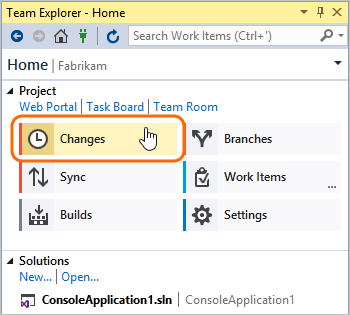 Team Explorer - Home
Search Work Items (Ctrl+')
Home | Fabrikam
Project
Web Portal | Task Board | Team Room
Changes
Branches
Sync
Work Items
...
Builds
Settings
Solutions
New... | Open...
ConsoleApplication1.sln | ConsoleApplication1